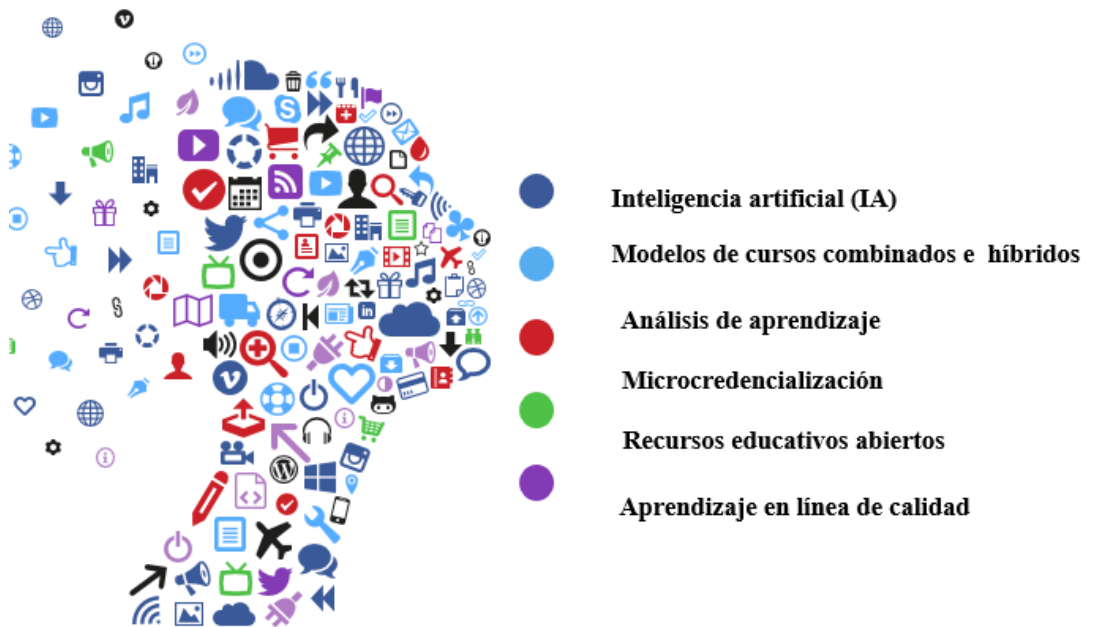 Inteligencia artificial (IA)
Modelos de cursos combinados e híbridos
Análisis de aprendizaje
Microcredencialización
Recursos educativos abiertos
Aprendizaje en línea de calidad